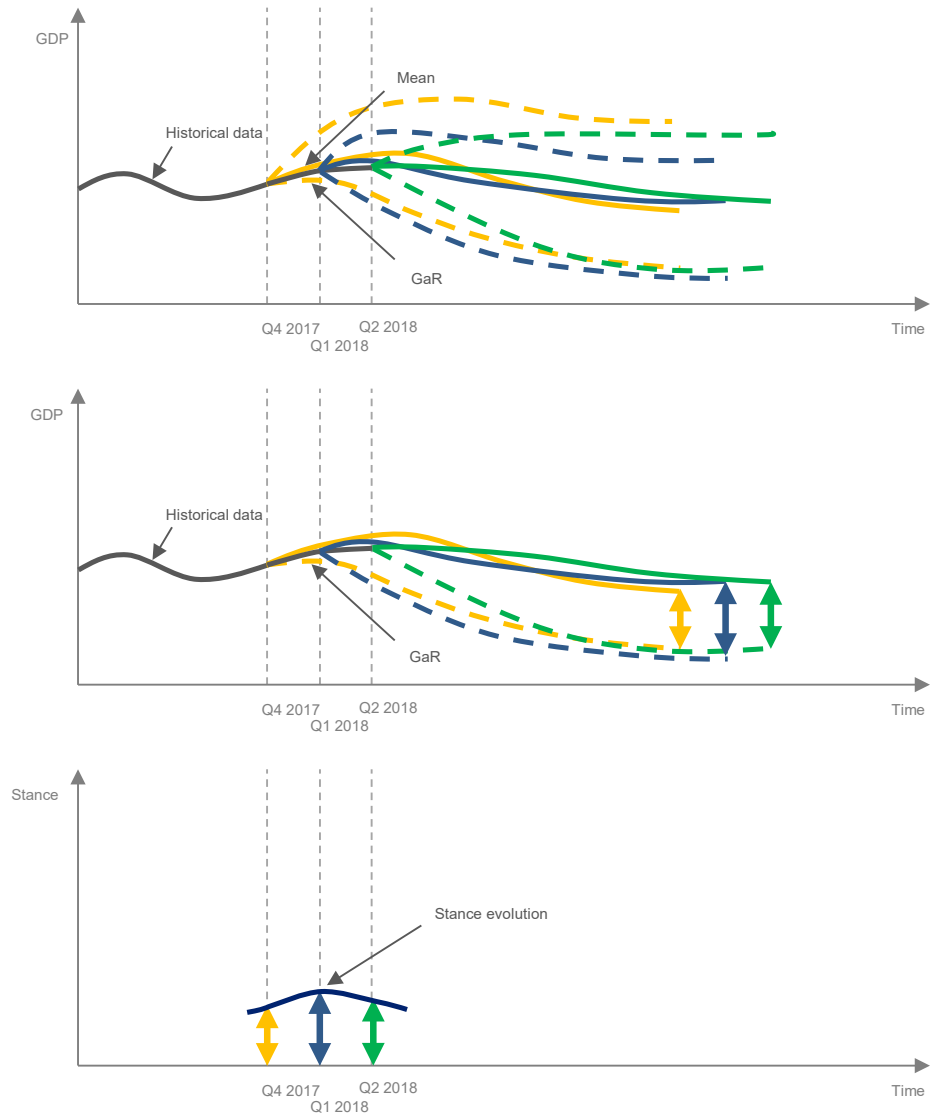 GDP
Mean
Historical data
GaR
Q4 2017
Q2 2018
Time
Q1 2018
GDP
Historical data
GaR
Q4 2017
Q2 2018
Time
Q1 2018
Stance
Stance evolution
Q4 2017
Q2 2018
Time
Q1 2018